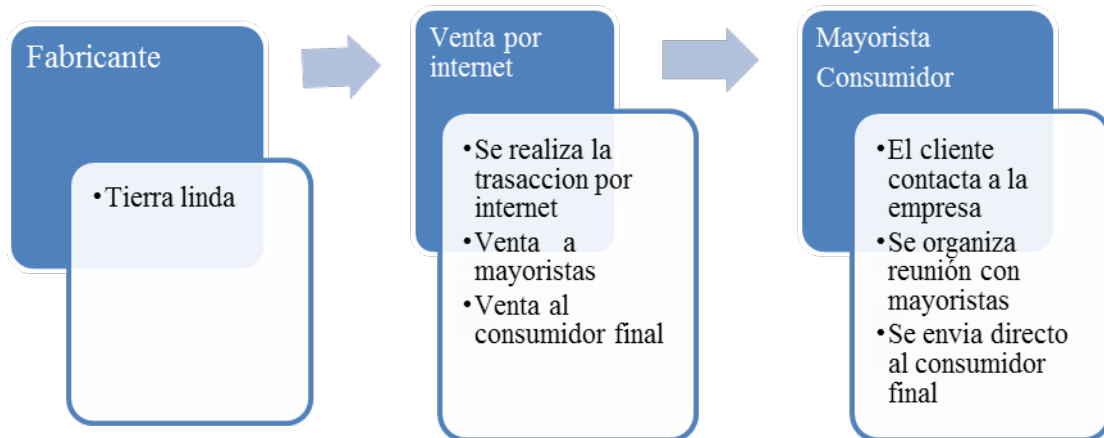 Fabricante
•Tierra linda
Venta por
internet
•Se realiza la
trasaccion por
internet
•Venta a
mayoristas
•Venta al
consumidor final
Mayorista
Consumidor
•El cliente
contacta a la
empresa
•Se organiza
reunión con
mayoristas
•Se envia directo
al consumidor
final